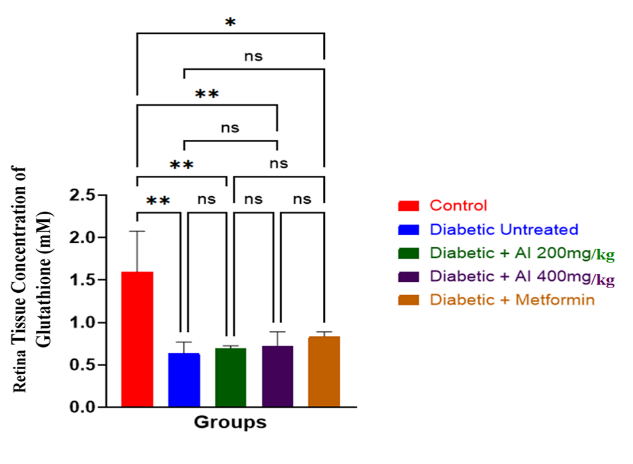 *
ns
**
ns
**
ns
**
ns
ns
ns
Retina Tissue Concentration of
Glutathione (mM)
2.5
2.0
1.5
1.0
0.5
0.0
Groups
Control
Diabetic Untreated
Diabetic + AI 200mg/kg
Diabetic + AI 400mg/kg
Diabetic + Metformin